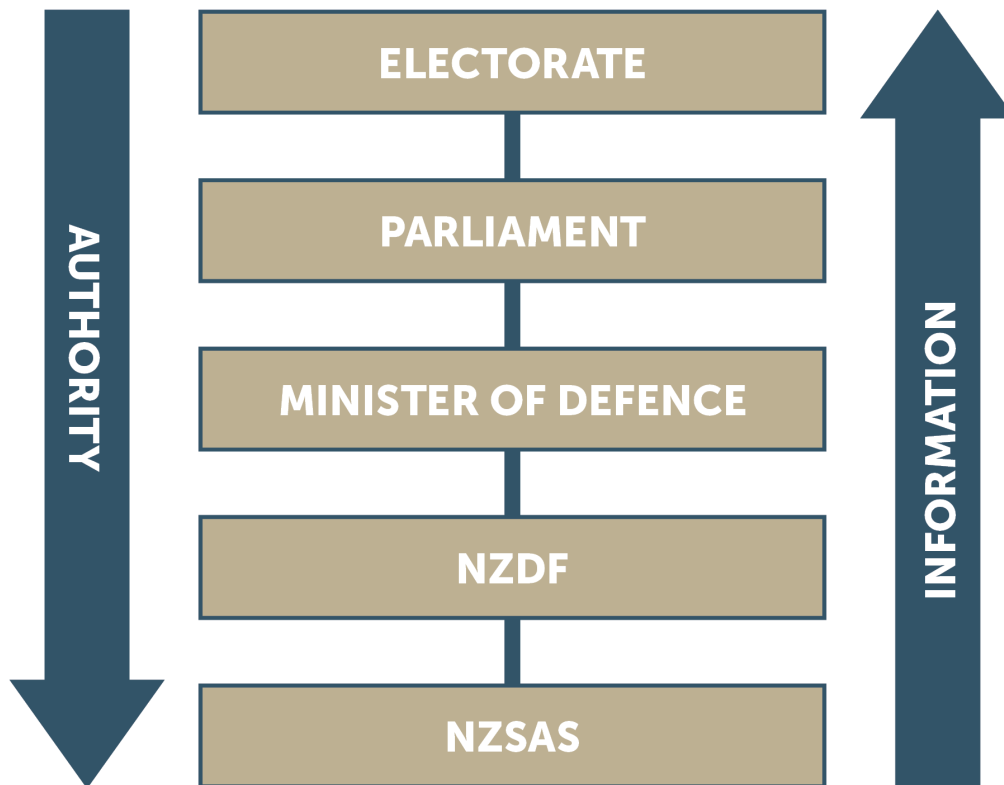 ELECTORATE
PARLIAMENT
MINISTER OF DEFENCE
NZDF
NZSAS
AUTHORITY
INFORMATION